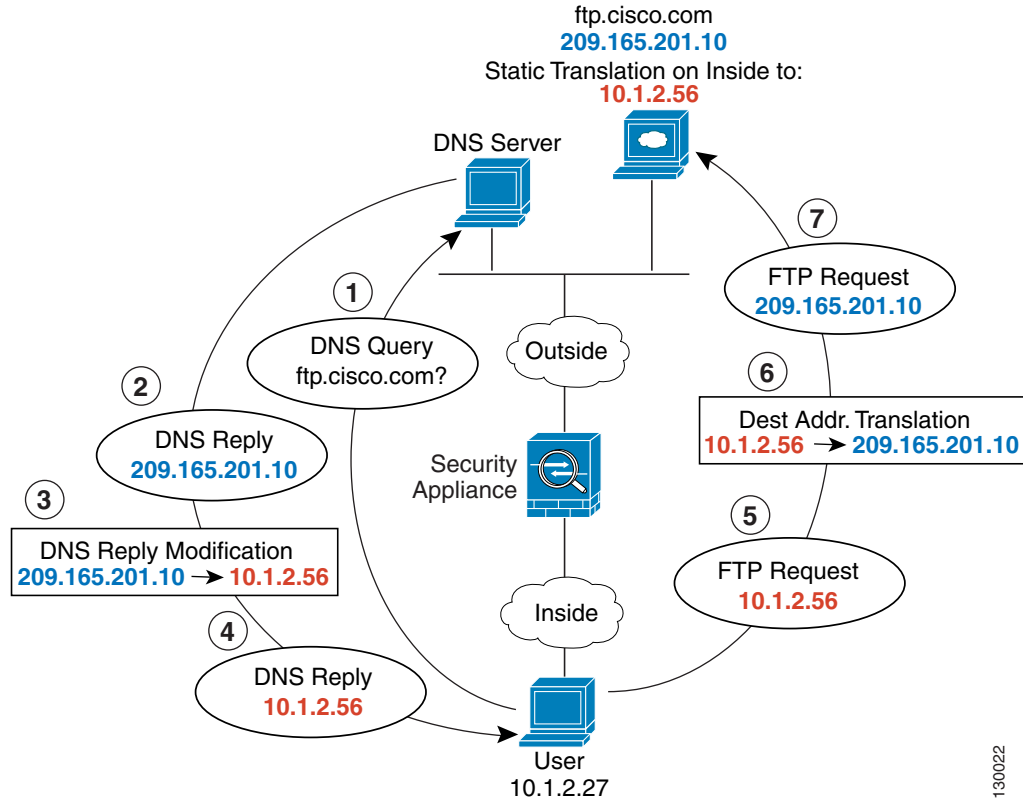 ftp.cisco.com
209.165.201.10
Static Translation on Inside to:
10.1.2.56
DNS Server
7
FTP Request
209.165.201.10
1
DNS Query
ftp.cisco.com?
Outside
2
DNS Reply
209.165.201.10
6
Dest Addr. Translation
10.1.2.56 → 209.165.201.10
Security
Appliance
3
DNS Reply Modification
209.165.201.10 → 10.1.2.56
5
FTP Request
10.1.2.56
Inside
4
DNS Reply
10.1.2.56
User
10.1.2.27
130022